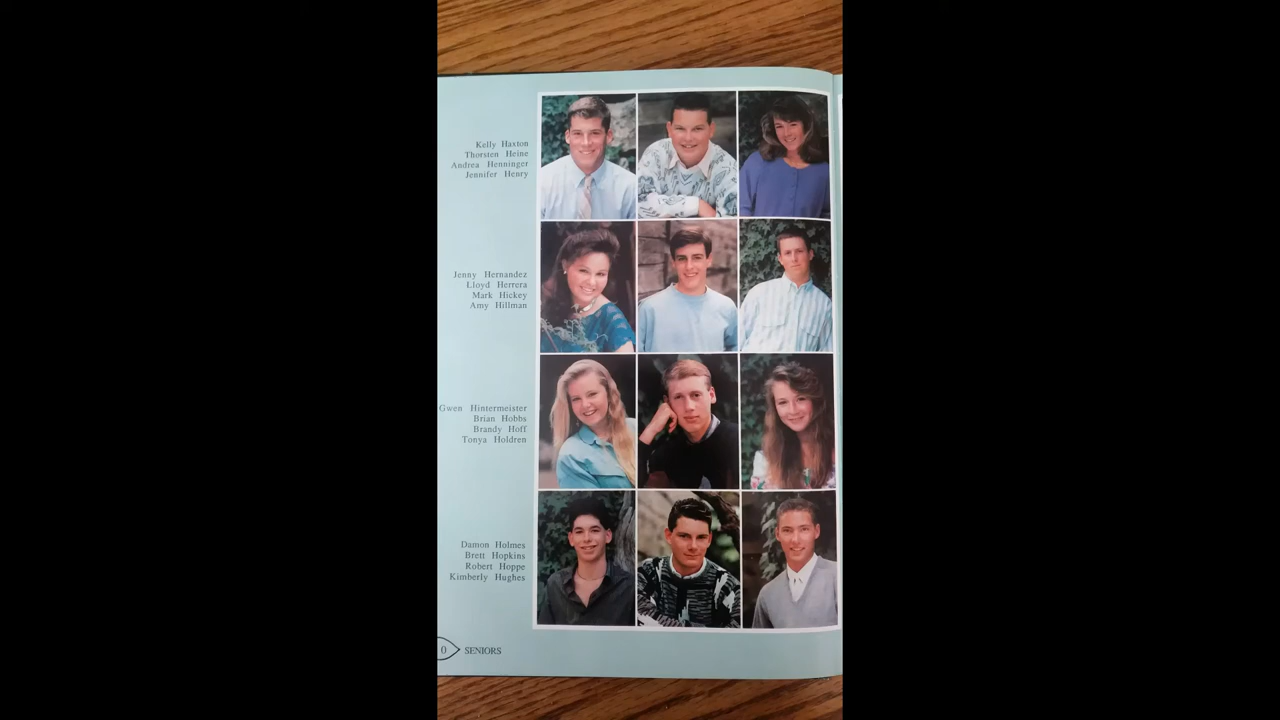 Kelly Haxton
Thorsten Heine
Andrea Henninger
Jennifer Henry
Jenny Hernandez
Lloyd Herrera
Mark Hickey
Amy Hillman
Gwen Hintermeister
Brian Hobbs
Brandy Hoff
Tonya Holdren
Damon Holmes
Brett Hopkins
Robert Hoppe
Kimberly Hughes
0 SENIORS